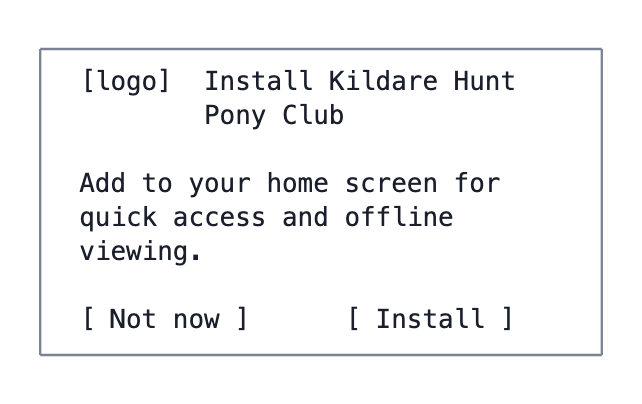 [logo] Install Kildare Hunt
Pony Club
Add to your home screen for
quick access and offline
viewing.
[ Not now ] [ Install ]